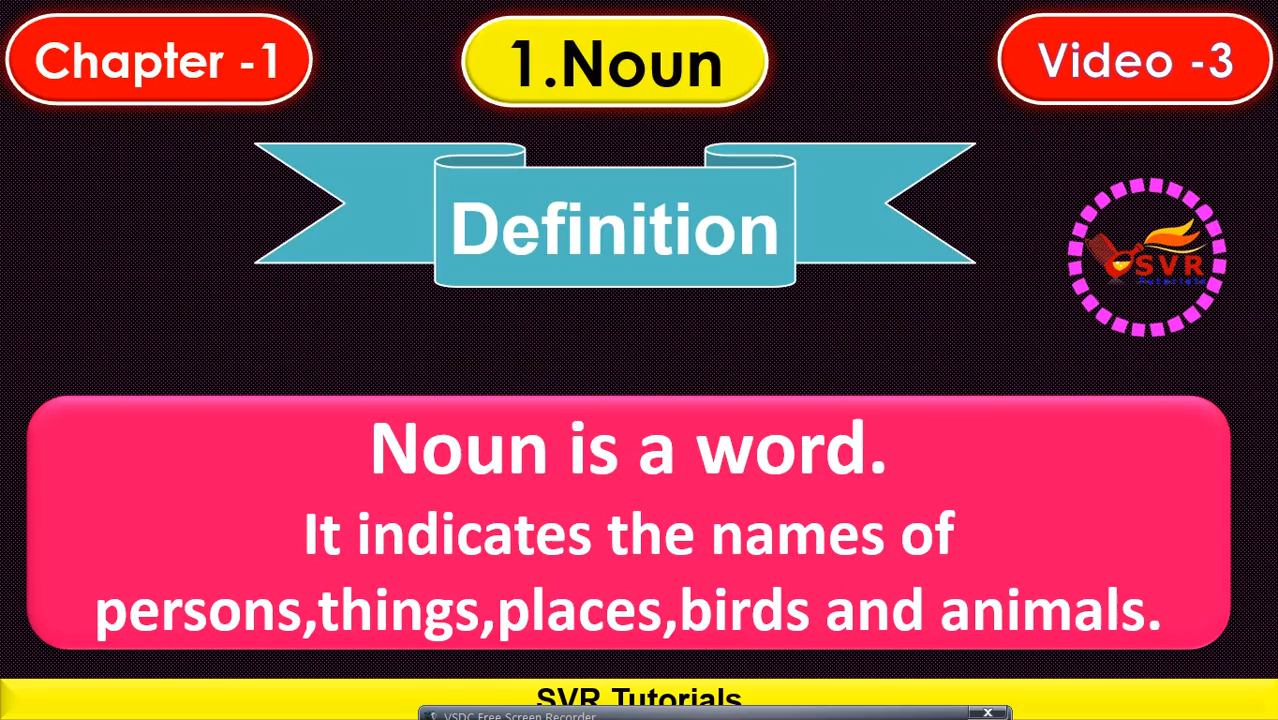 Chapter -1
1.Noun
Video -3
Definition
SVR
Tutorials
Noun is a word.
It indicates the names of
persons,things,places,birds and animals.
SVR Tutorials
VSDC Free Screen Recorder